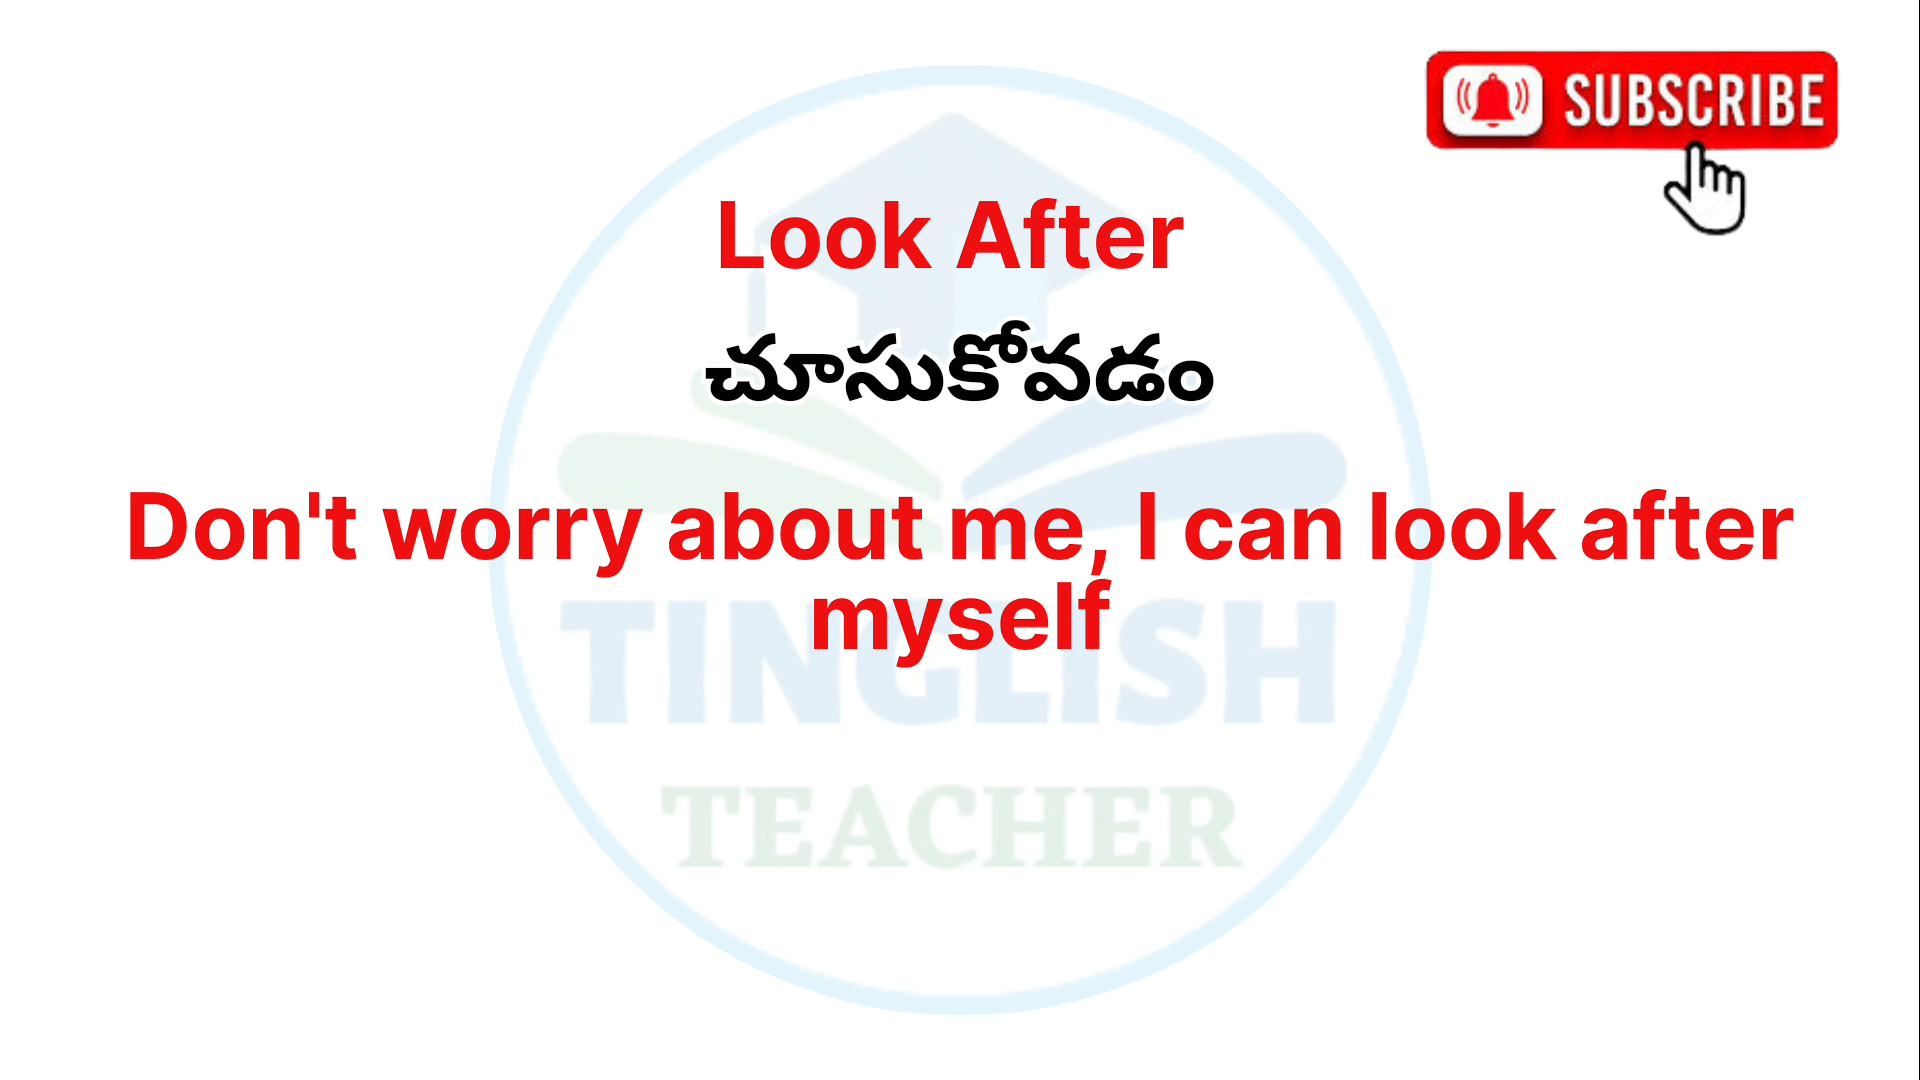 SUBSCRIBE
Look After
చూసుకోవడం
Don't worry about me, I can look after
myself
TINGLISH
TEACHER